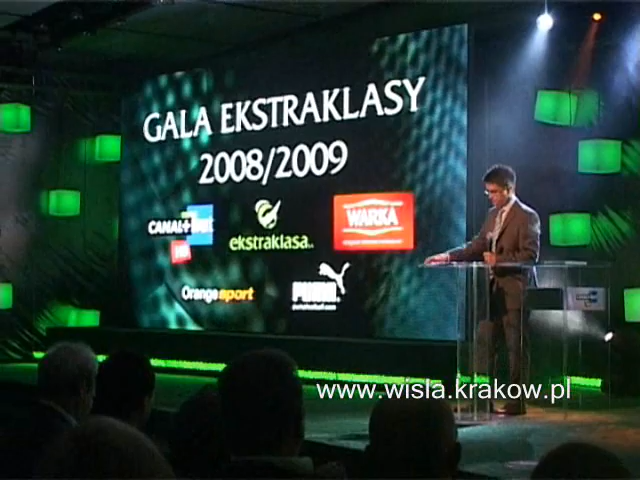 GALA EKSTRAKLASY
2008/2009
CANAL+
ekstraklasa
WARKA
Orange sport
PUMA
www.wisla.krakow.pl